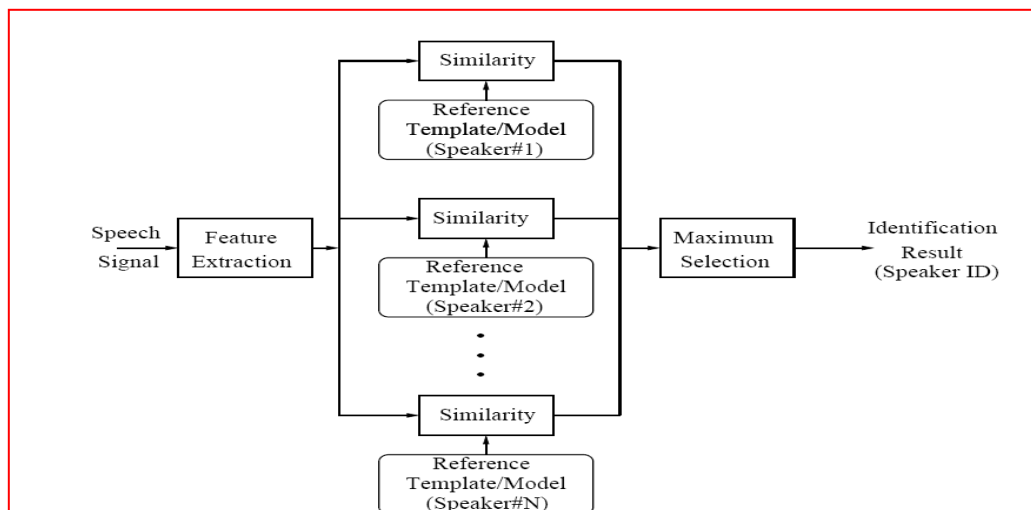 Speech
Signal
Feature
Extraction
Similarity
Reference
Template/Model
(Speaker#1)
Similarity
Reference
Template/Model
(Speaker#2)
Similarity
Reference
Template/Model
(Speaker#N)
Maximum
Selection
Identification
Result
(Speaker ID)